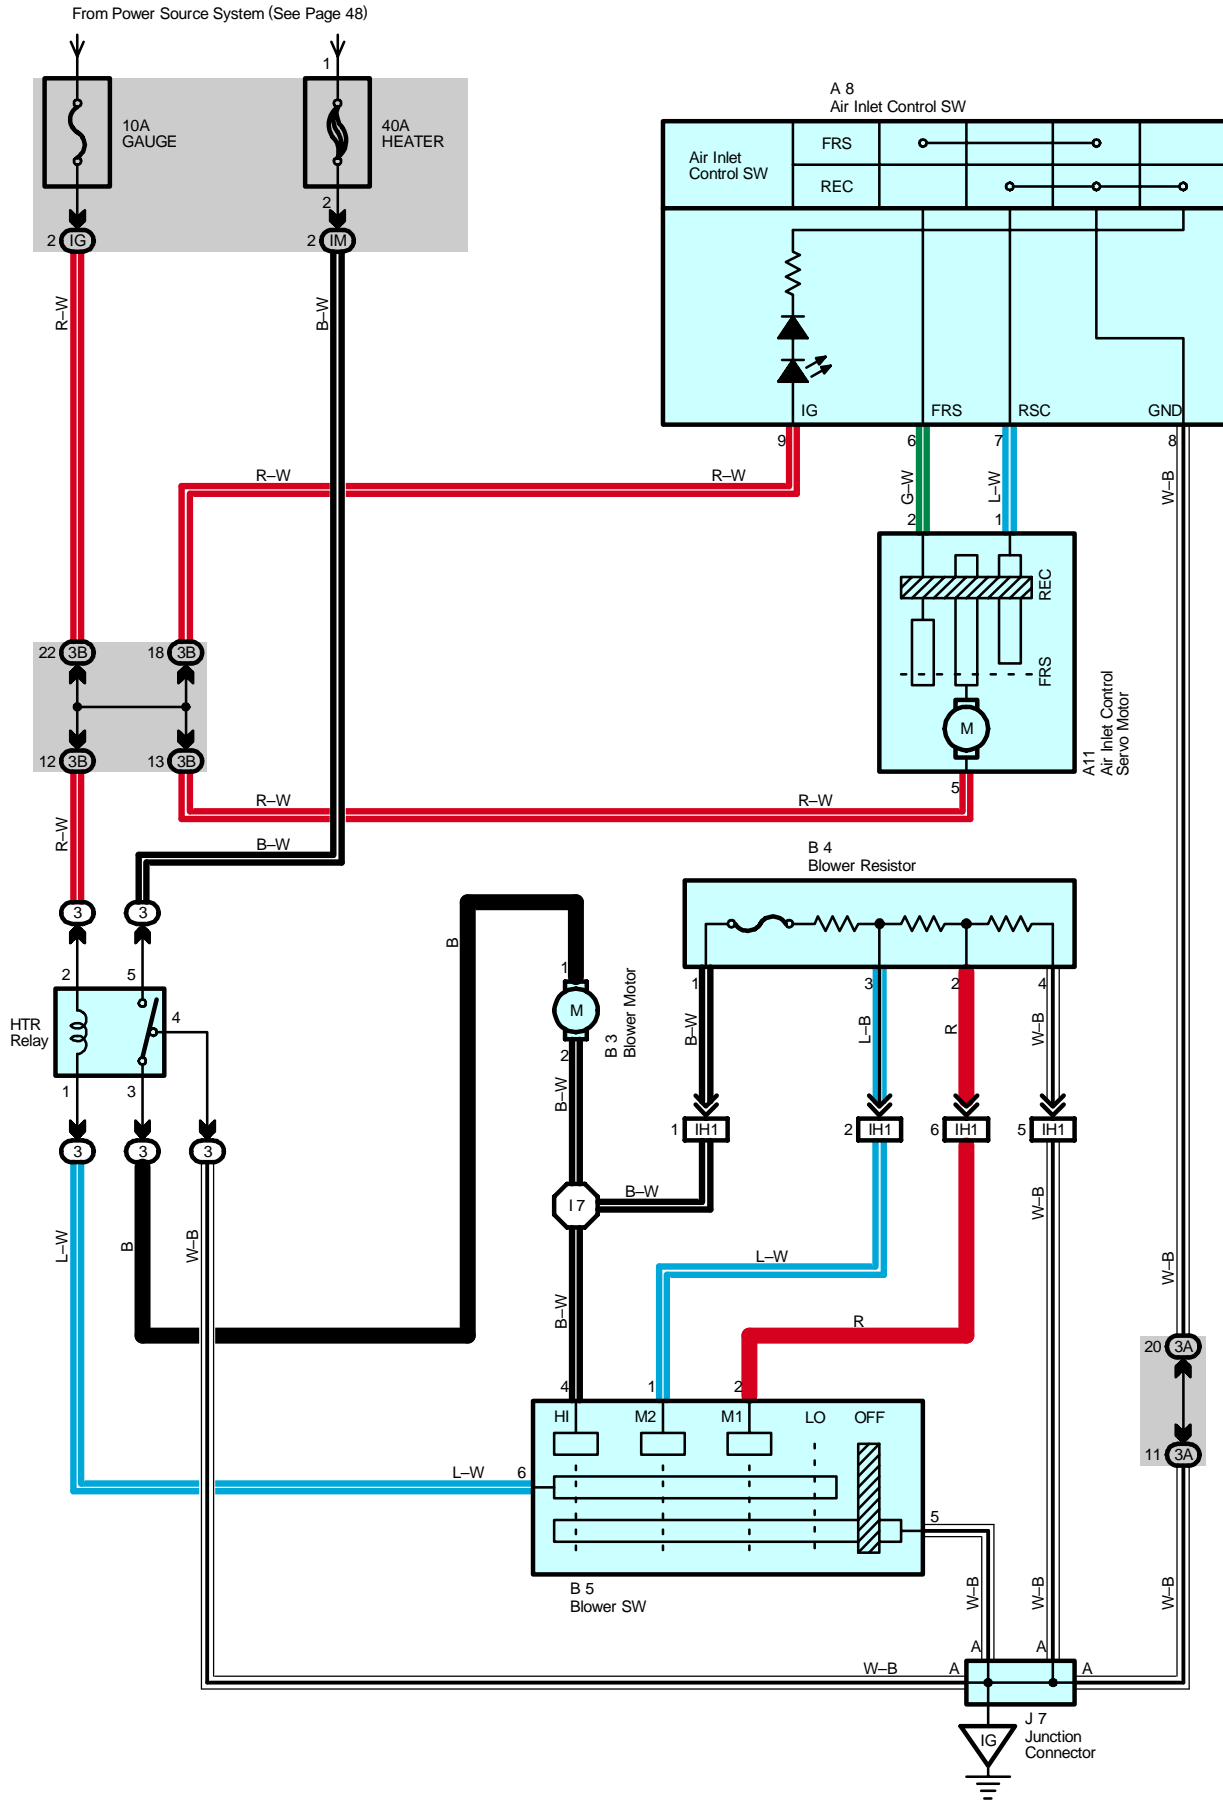 From Power Source System (See Page 48)
1
10A
GAUGE
40A
HEATER
2
2 IG
2 IM
A 8
Air Inlet Control SW
Air Inlet
Control SW
FRS
REC
IG
FRS
RSC
GND
9
6
7
8
R–W
B–W
R–W
R–W
G–W
L–W
W–B
2
1
REC
FRS
M
A11
Air Inlet Control
Servo Motor
5
22 3B
18 3B
12 3B
13 3B
R–W
R–W
R–W
B–W
B 4
Blower Resistor
3
3
2
5
B
1
M
2
B 3
Blower Motor
1
3
2
4
HTR
Relay
4
1
3
B–W
B–W
L–B
R
W–B
1 IH1
2 IH1
6 IH1
5 IH1
3
3
3
I 7
B–W
W–B
L–W
B
W–B
B–W
L–W
R
W–B
20 3A
11 3A
4
1
2
HI
M2
M1
LO
OFF
L–W
6
5
B 5
Blower SW
W–B
W–B
W–B
A
A
W–B
A
A
J 7
Junction
Connector
IG